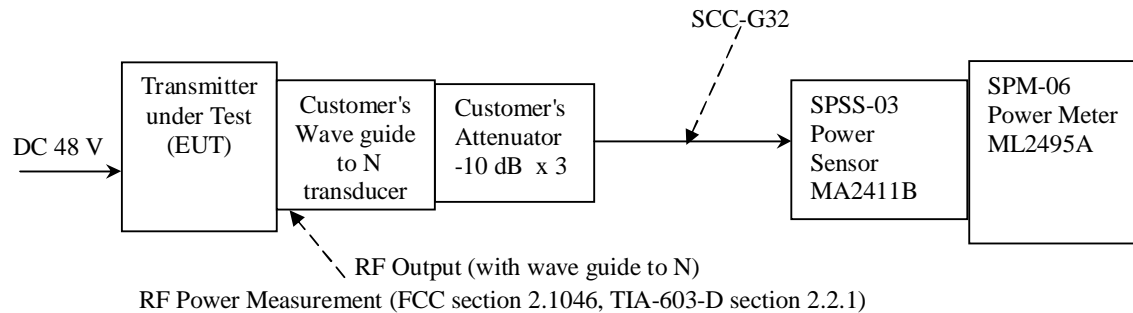 SCC-G32
DC 48 V
Transmitter
under Test
(EUT)
Customer's
Wave guide
to N
transducer
Customer's
Attenuator
-10 dB x 3
SPSS-03
Power
Sensor
MA2411B
SPM-06
Power Meter
ML2495A
RF Output (with wave guide to N)
RF Power Measurement (FCC section 2.1046, TIA-603-D section 2.2.1)